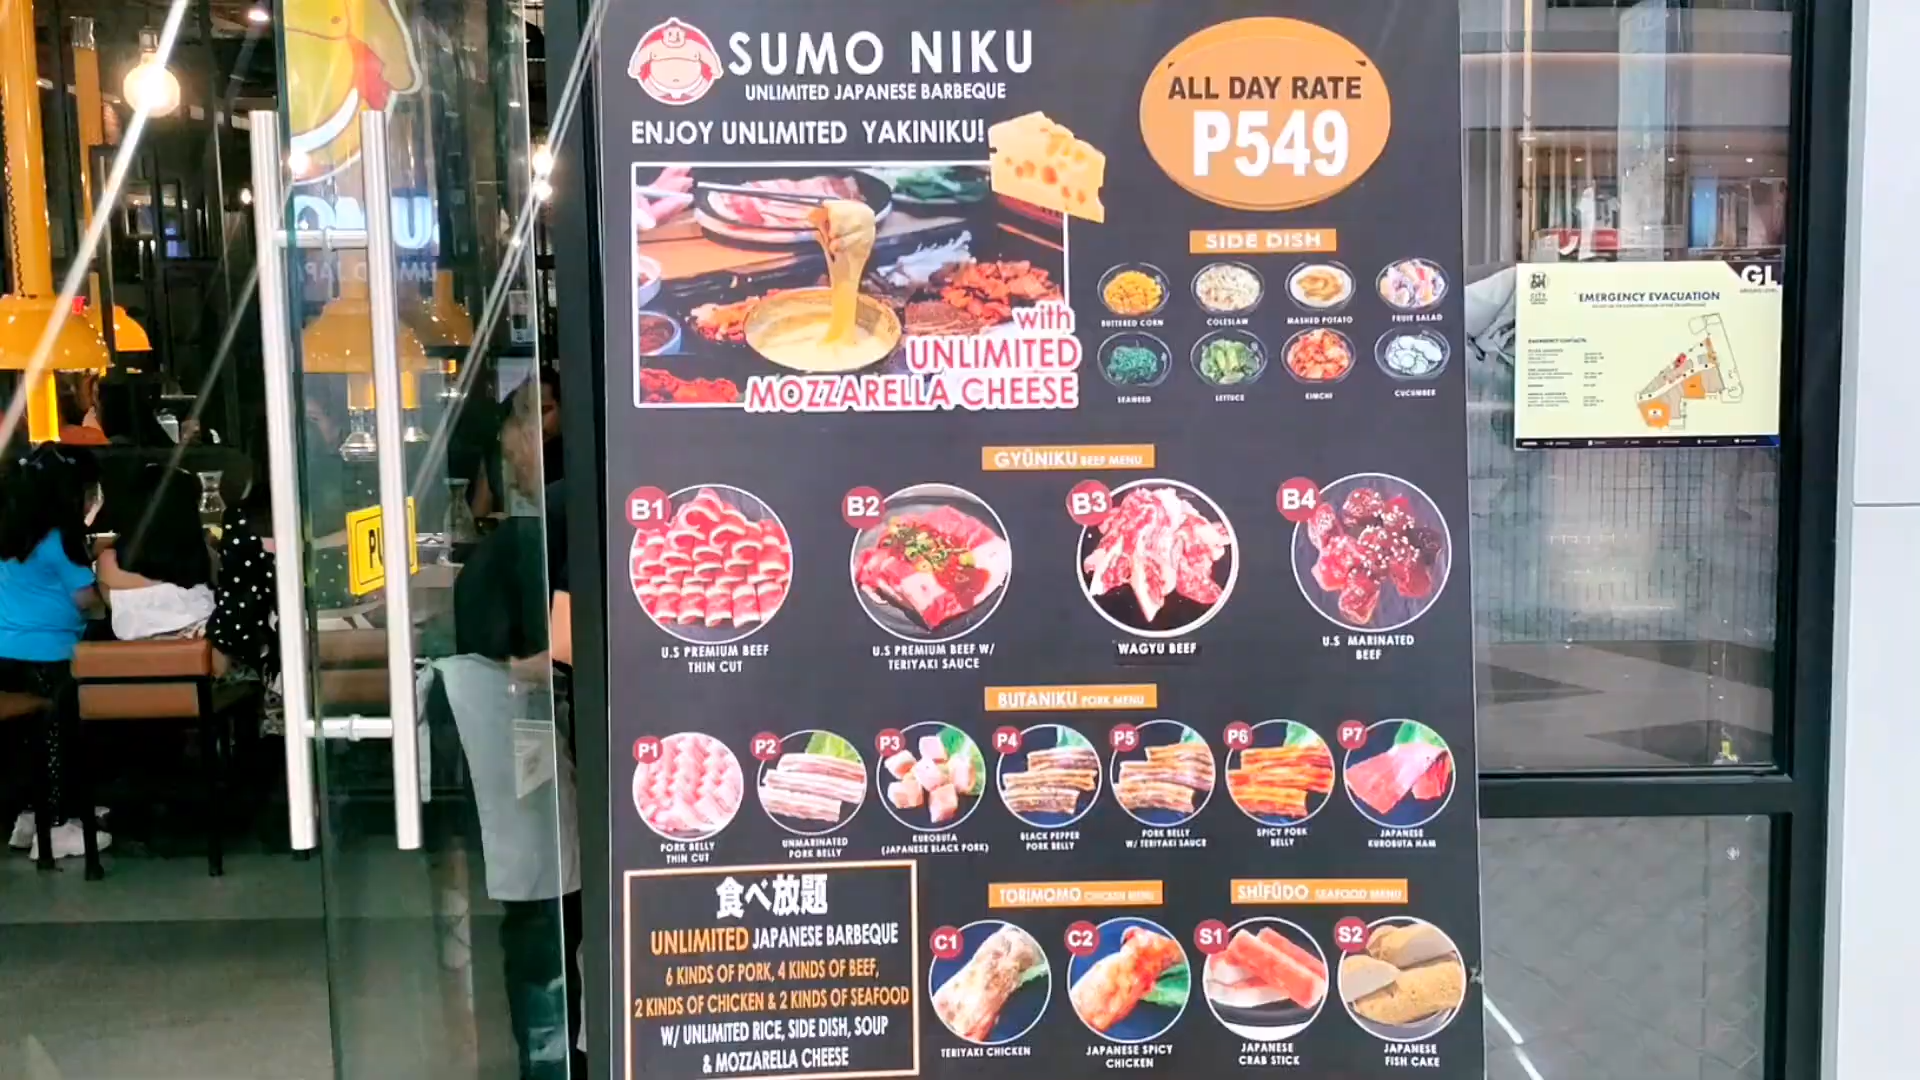 SUMO NIKU
UNLIMITED JAPANESE BARBEQUE
ENJOY UNLIMITED YAKINIKU!
with
UNLIMITED
MOZZARELLA CHEESE
ALL DAY RATE
P549
SIDE DISH
BUTTERED CORN
COLESLAW
MASHED POTATO
FRUIT SALAD
SEAWEED
LETTUCE
KIMCHI
CUCUMBER
GYŪNIKU BEEF MENU
B1
U.S PREMIUM BEEF
THIN CUT
B2
U.S PREMIUM BEEF W/
TERIYAKI SAUCE
B3
WAGYU BEEF
B4
U.S MARINATED
BEEF
BUTANIKU PORK MENU
P1
PORK BELLY
THIN CUT
P2
UNMARINATED
PORK BELLY
P3
KUROBUTA
(JAPANESE BLACK PORK)
P4
BLACK PEPPER
PORK BELLY
P5
PORK BELLY
W/ TERIYAKI SAUCE
P6
SPICY PORK
BELLY
P7
JAPANESE
KUROBUTA HAM
食べ放題
UNLIMITED JAPANESE BARBEQUE
6 KINDS OF PORK, 4 KINDS OF BEEF,
2 KINDS OF CHICKEN & 2 KINDS OF SEAFOOD
W/ UNLIMITED RICE, SIDE DISH, SOUP
& MOZZARELLA CHEESE
TORIMOMO CHICKEN MENU
C1
TERIYAKI CHICKEN
C2
JAPANESE SPICY
CHICKEN
SHĪFŪDO SEAFOOD MENU
S1
JAPANESE
CRAB STICK
S2
JAPANESE
FISH CAKE
GL
EMERGENCY EVACUATION